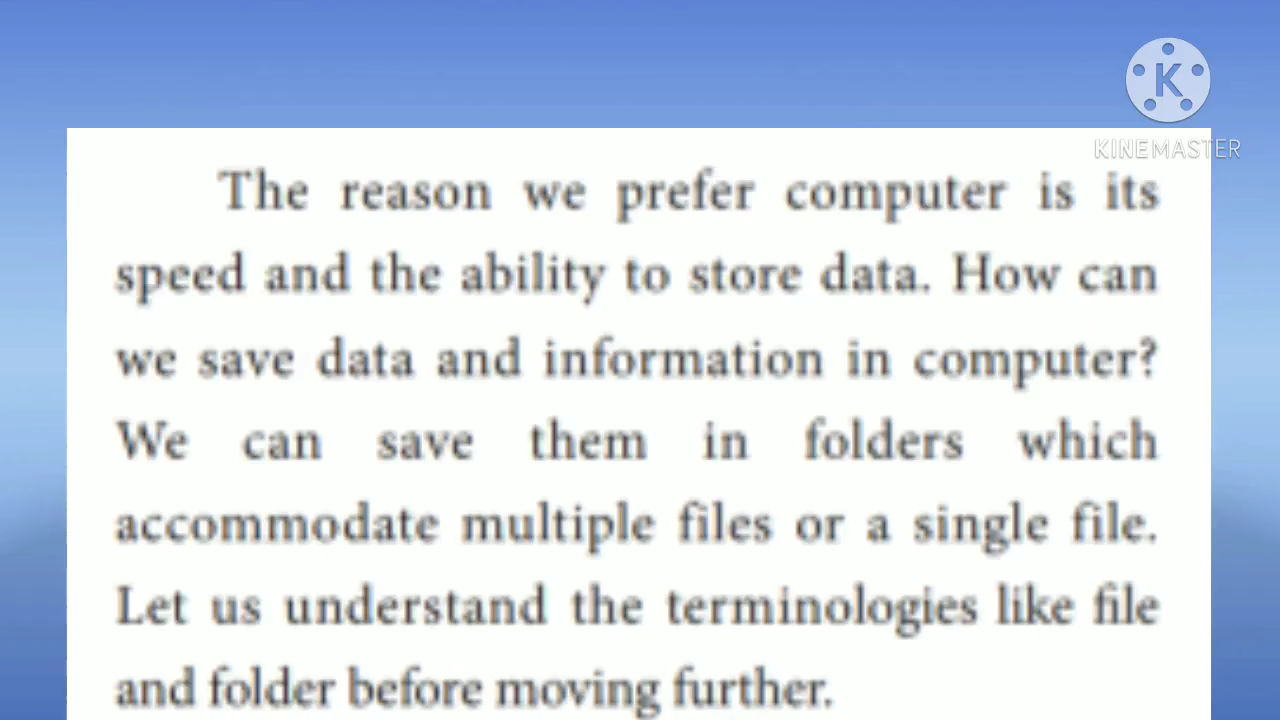 K
KINEMASTER
The reason we prefer computer is its
speed and the ability to store data. How can
we save data and information in computer?
We can save them in folders which
accommodate multiple files or a single file.
Let us understand the terminologies like file
and folder before moving further.